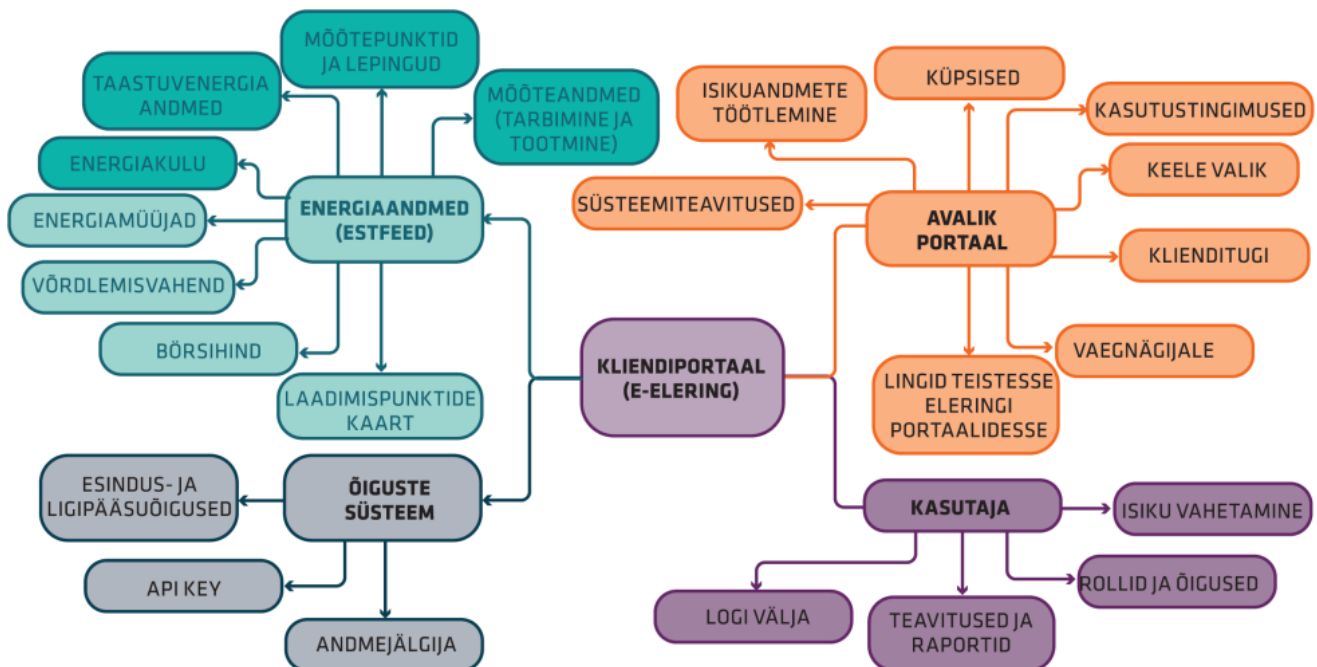 MÕÕTEPUNKTID
JA LEPINGUD
TAASTUVENERGIA
ANDMED
MÕÕTEANDMED
(TARBIMINE JA
TOOTMINE)
ENERGIAKULU
ENERGIAMÜÜJAD
VÕRDLEMISVAHEND
BÖRSIHIND
LAADIMISPUNKTIDE
KAART
ENERGIAANDMED
(ESTFEED)
KÜPSISED
ISIKUANDMETE
TÖÖTLEMINE
KASUTUSTINGIMUSED
KEELE VALIK
SÜSTEEMITEAVITUSED
AVALIK
PORTAAL
KLIENDITUGI
VAEGNÄGIJALE
LINGID TEISTESSE
ELERINGI
PORTAALIDESSE
KLIENDIPORTAAL
(E-ELERING)
ESINDUS- JA
LIGIPÄÄSUÕIGUSED
ÕIGUSTE
SÜSTEEM
API KEY
ANDMEJÄLGIJA
KASUTAJA
ISIKU VAHETAMINE
ROLLID JA ÕIGUSED
LOGI VÄLJA
TEAVITUSED JA
RAPORTID